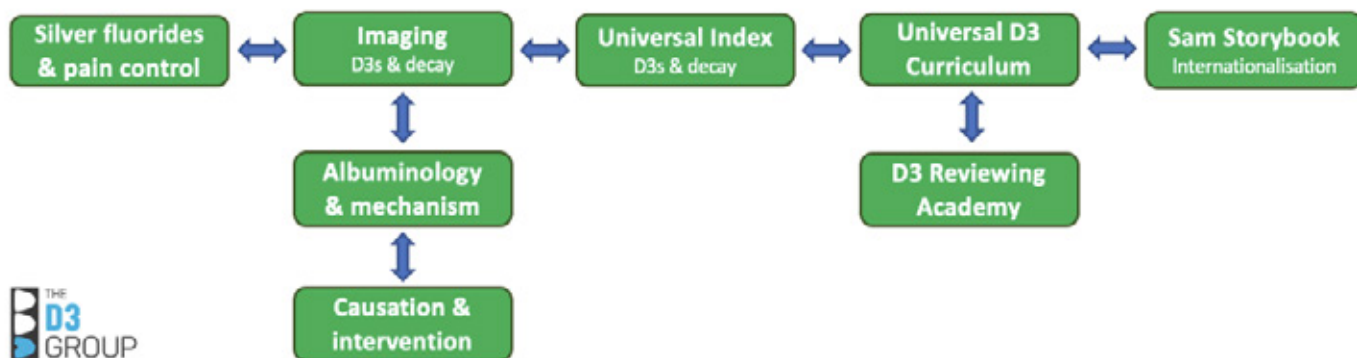 Silver fluorides
& pain control
Imaging
D3s & decay
Universal Index
D3s & decay
Universal D3
Curriculum
Sam Storybook
Internationalisation
Albuminology
& mechanism
D3 Reviewing
Academy
Causation &
intervention
THE
D3
GROUP